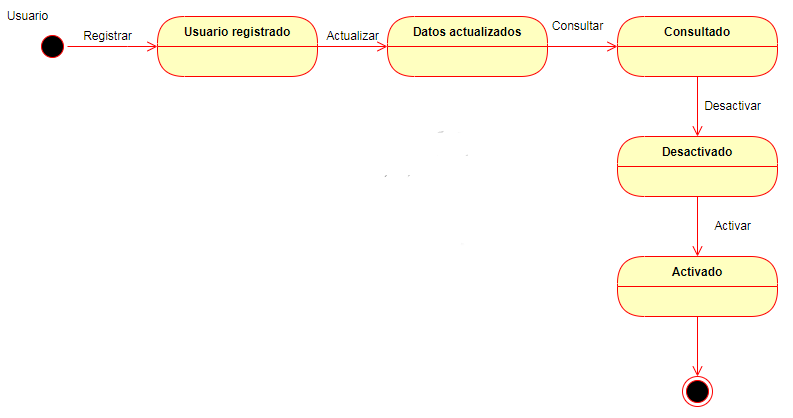 Usuario
Registrar
Usuario registrado
Actualizar
Datos actualizados
Consultar
Consultado
Desactivar
Desactivado
Activar
Activado